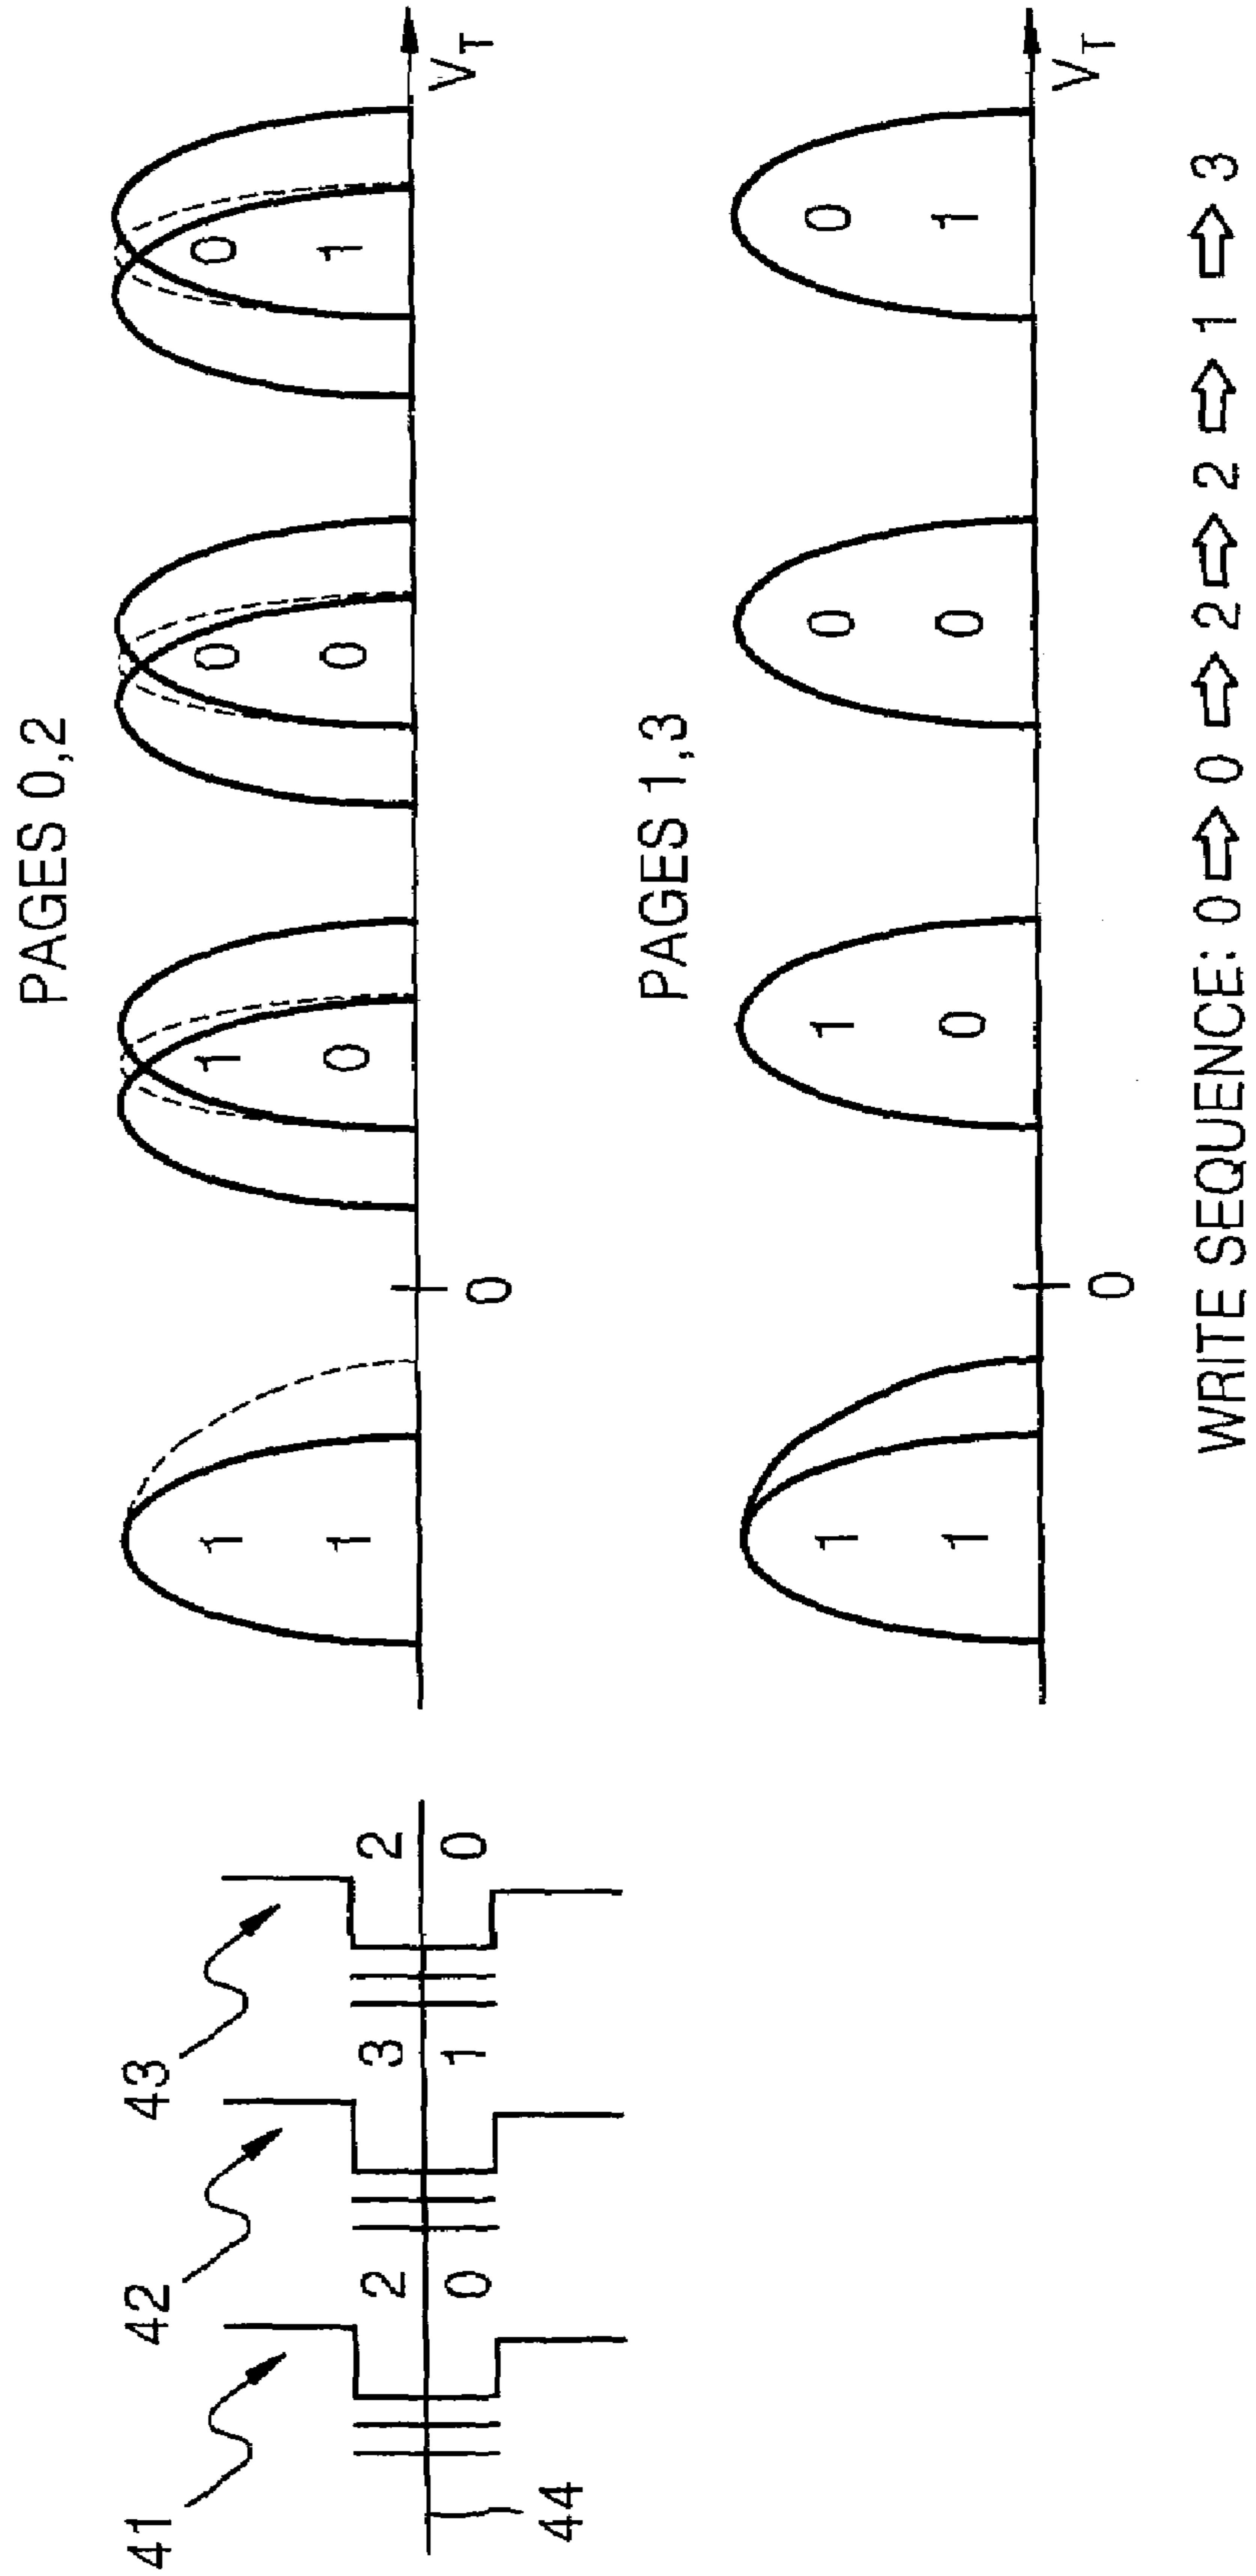 41 42 43
2 3 2
0 1 0
44
PAGES 0,2
1 1 0 0
1 0 0 1
0 V_T
PAGES 1,3
1 1 0 0
1 0 0 1
0 V_T
WRITE SEQUENCE: 0 ⇨ 0 ⇨ 2 ⇨ 2 ⇨ 1 ⇨ 3